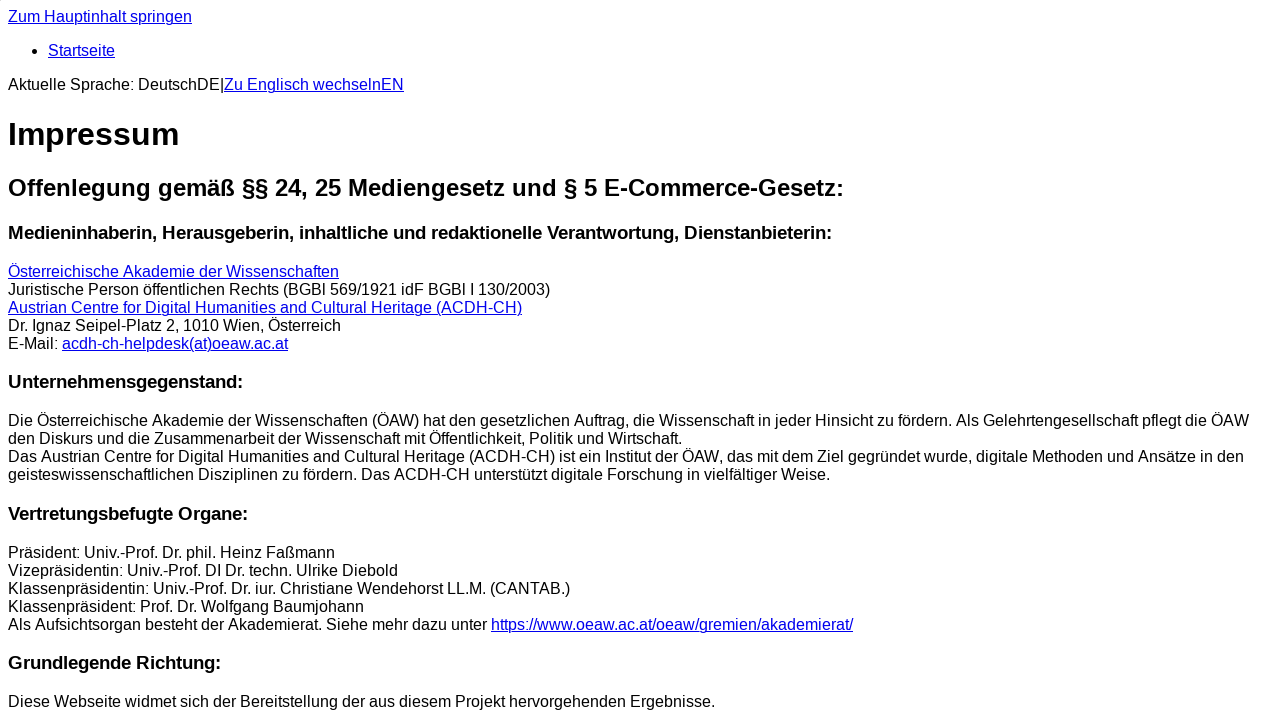 Zum Hauptinhalt springen
Startseite
Aktuelle Sprache: DeutschDE|Zu Englisch wechselnEN
Impressum
Offenlegung gemäß §§ 24, 25 Mediengesetz und § 5 E-Commerce-Gesetz:
Medieninhaberin, Herausgeberin, inhaltliche und redaktionelle Verantwortung, Dienstanbieterin:
Österreichische Akademie der Wissenschaften
Juristische Person öffentlichen Rechts (BGBl 569/1921 idF BGBl I 130/2003)
Austrian Centre for Digital Humanities and Cultural Heritage (ACDH-CH)
Dr. Ignaz Seipel-Platz 2, 1010 Wien, Österreich
E-Mail: acdh-ch-helpdesk(at)oeaw.ac.at
Unternehmensgegenstand:
Die Österreichische Akademie der Wissenschaften (ÖAW) hat den gesetzlichen Auftrag, die Wissenschaft in jeder Hinsicht zu fördern. Als Gelehrtengesellschaft pflegt die ÖAW
den Diskurs und die Zusammenarbeit der Wissenschaft mit Öffentlichkeit, Politik und Wirtschaft.
Das Austrian Centre for Digital Humanities and Cultural Heritage (ACDH-CH) ist ein Institut der ÖAW, das mit dem Ziel gegründet wurde, digitale Methoden und Ansätze in den
geisteswissenschaftlichen Disziplinen zu fördern. Das ACDH-CH unterstützt digitale Forschung in vielfältiger Weise.
Vertretungsbefugte Organe:
Präsident: Univ.-Prof. Dr. phil. Heinz Faßmann
Vizepräsidentin: Univ.-Prof. DI Dr. techn. Ulrike Diebold
Klassenpräsidentin: Univ.-Prof. Dr. iur. Christiane Wendehorst LL.M. (CANTAB.)
Klassenpräsident: Prof. Dr. Wolfgang Baumjohann
Als Aufsichtsorgan besteht der Akademierat. Siehe mehr dazu unter https://www.oeaw.ac.at/oeaw/gremien/akademierat/
Grundlegende Richtung:
Diese Webseite widmet sich der Bereitstellung der aus diesem Projekt hervorgehenden Ergebnisse.